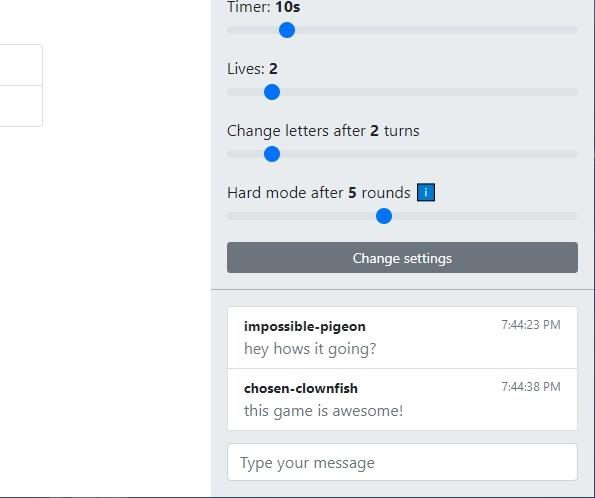 Timer: 10s
Lives: 2
Change letters after 2 turns
Hard mode after 5 rounds i
Change settings
impossible-pigeon 7:44:23 PM
hey hows it going?
chosen-clownfish 7:44:38 PM
this game is awesome!
Type your message